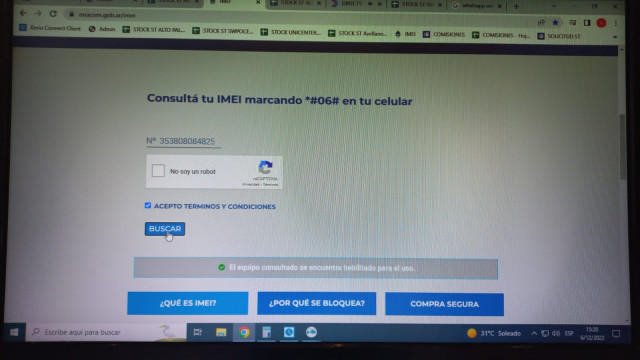 IMEI
enacom.gob.ar/imei
Xenio Connect Client Admin STOCK ST ALTO PAL... STOCK ST SWPOCE... STOCK UNICENTER... STOCK ST Avellano... IMEI COMISIONES COMISIONES - Hoj... SOLICITUD ST
Consultá tu IMEI marcando *#06# en tu celular
N° 353808084825
No soy un robot
reCAPTCHA
Privacidad - Términos
ACEPTO TERMINOS Y CONDICIONES
BUSCAR
El equipo consultado se encuentra habilitado para el uso.
¿QUÉ ES IMEI? ¿POR QUÉ SE BLOQUEA? COMPRA SEGURA
Escribe aquí para buscar
31°C Soleado
ESP
15:20
6/12/2022